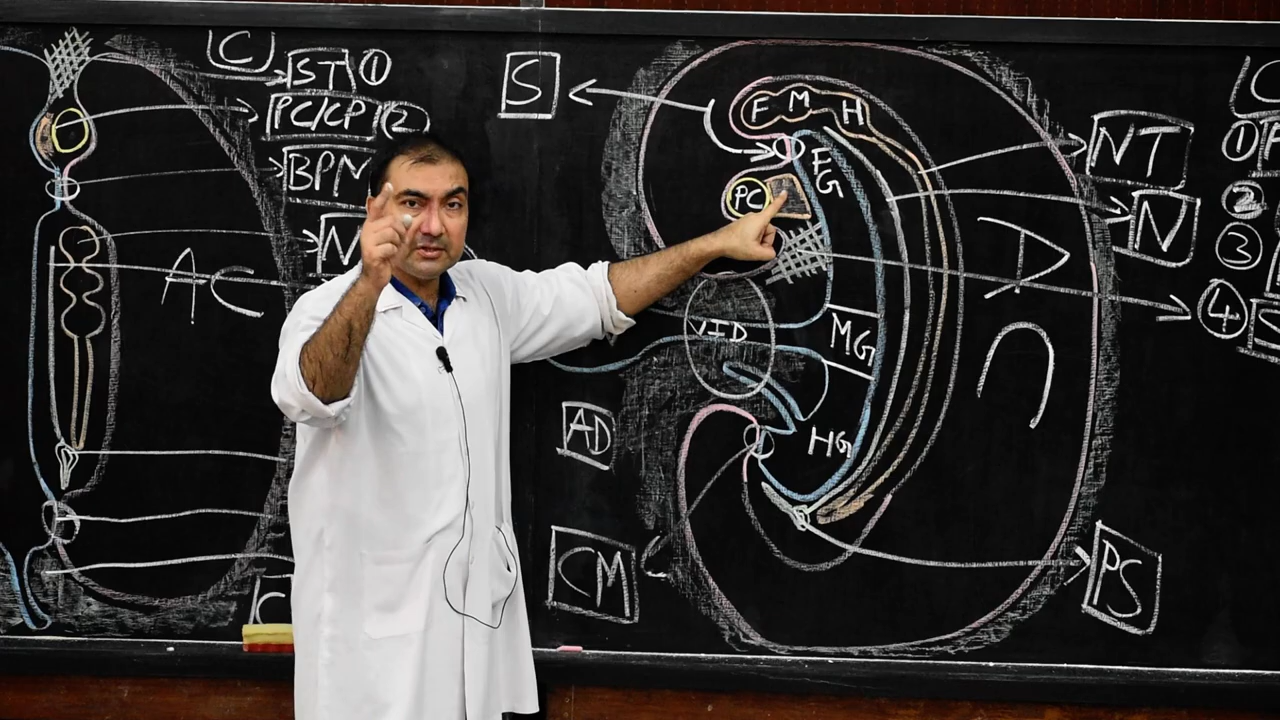 ST ①
PC/CP ②
BPN
N
AC
S
F M H
FG
PC
VID
MG
HG
AD
CM
PS
NT
N
①
②
③
④
S